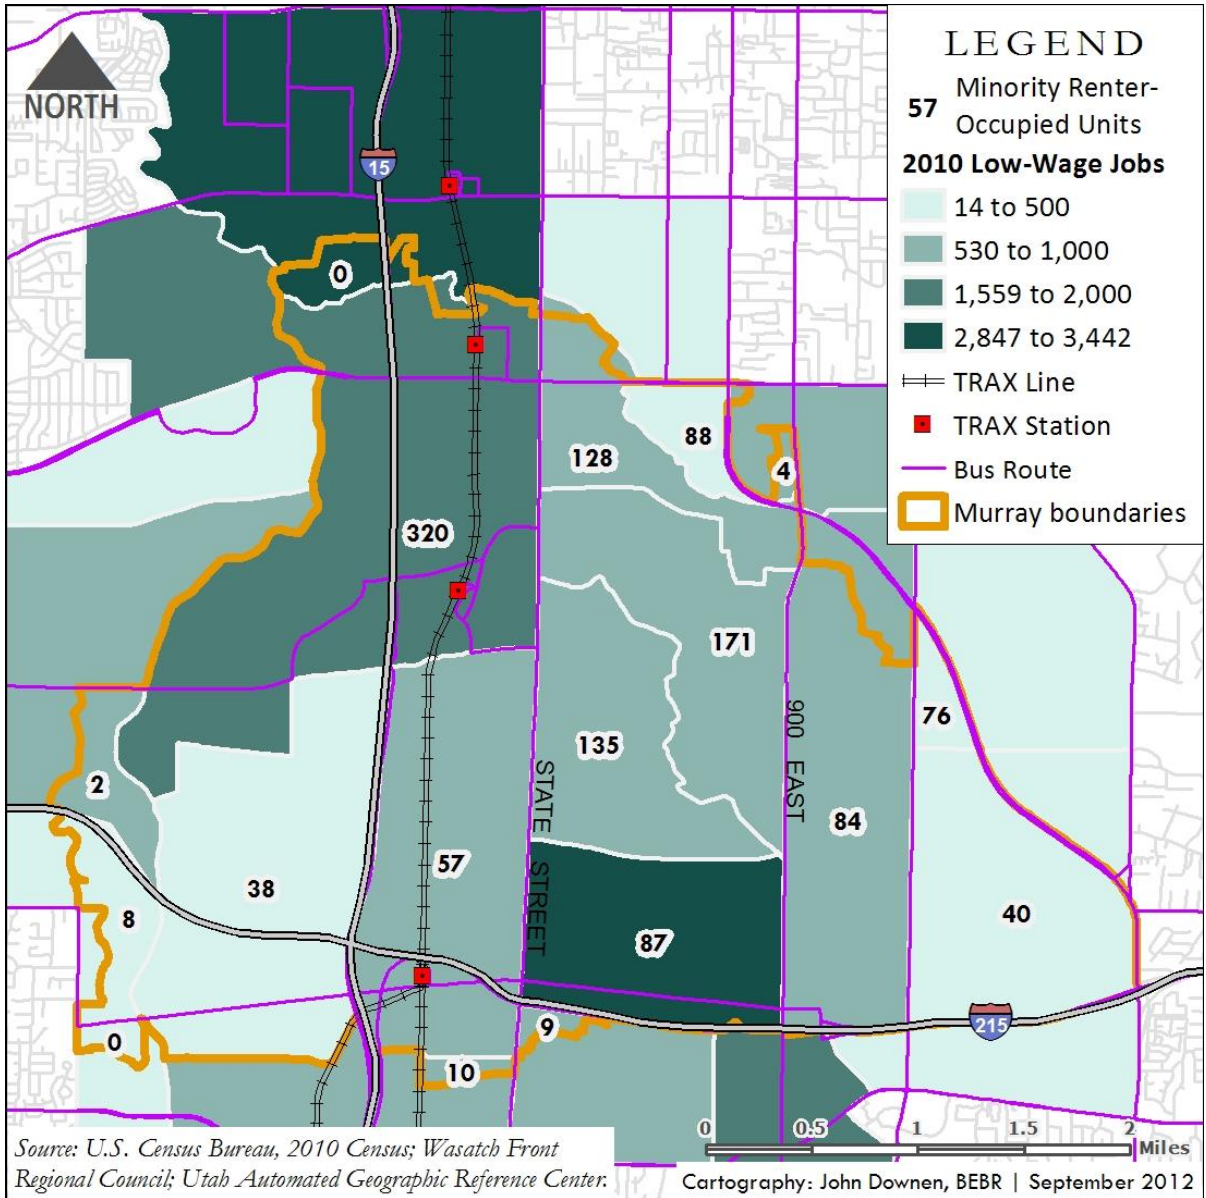 NORTH
LEGEND
57 Minority Renter-
Occupied Units
2010 Low-Wage Jobs
14 to 500
530 to 1,000
1,559 to 2,000
2,847 to 3,442
TRAX Line
TRAX Station
Bus Route
Murray boundaries
15
0
88
128
4
320
171
76
135
900 EAST
2
STATE STREET
84
57
38
8
40
87
215
9
0
10
0 0.5 1 1.5 2
Miles
Source: U.S. Census Bureau, 2010 Census; Wasatch Front
Regional Council; Utah Automated Geographic Reference Center.
Cartography: John Downen, BEBR | September 2012